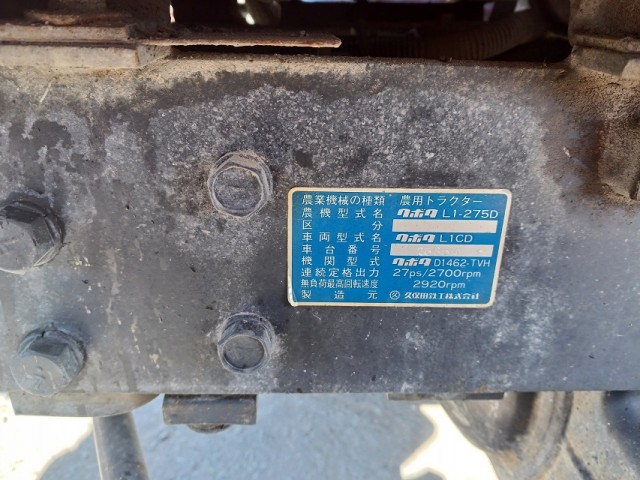 農業機械の種類 農用トラクター
農機型式名 クボタ L1-275D
区分
車両型式名 クボタ L1CD
車台番号
機関型式 クボタ D1462-TVH
連続定格出力 27ps/2700rpm
無負荷最高回転速度 2920rpm
製造元 久保田鉄工株式会社